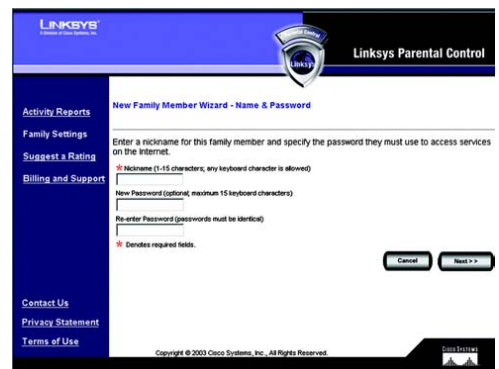 LINKSYS®
A Division of Cisco Systems, Inc.
Parental Control
Linksys
Linksys Parental Control
Activity Reports
Family Settings
Suggest a Rating
Billing and Support
New Family Member Wizard - Name & Password
Enter a nickname for this family member and specify the password they must use to access services
on the Internet.
* Nickname (1-15 characters; any keyboard character is allowed)
New Password (optional; maximum 15 keyboard characters)
Re-enter Password (passwords must be identical)
* Denotes required fields.
Cancel
Next >>
Contact Us
Privacy Statement
Terms of Use
Copyright © 2003 Cisco Systems, Inc., All Rights Reserved.
CISCO SYSTEMS